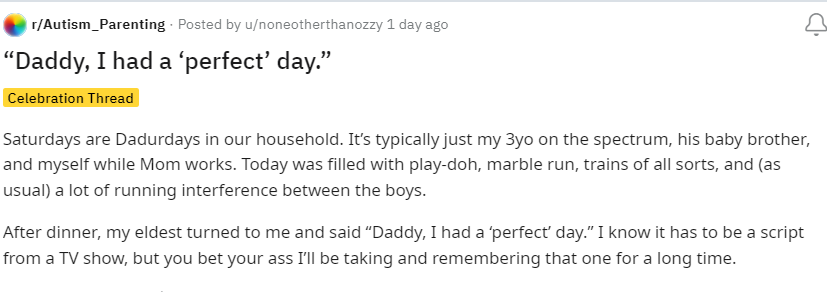 r/Autism_Parenting · Posted by u/noneotherthanozzy 1 day ago
“Daddy, I had a ‘perfect’ day.”
Celebration Thread
Saturdays are Dadurdays in our household. It’s typically just my 3yo on the spectrum, his baby brother,
and myself while Mom works. Today was filled with play-doh, marble run, trains of all sorts, and (as
usual) a lot of running interference between the boys.
After dinner, my eldest turned to me and said “Daddy, I had a ‘perfect’ day.” I know it has to be a script
from a TV show, but you bet your ass I’ll be taking and remembering that one for a long time.